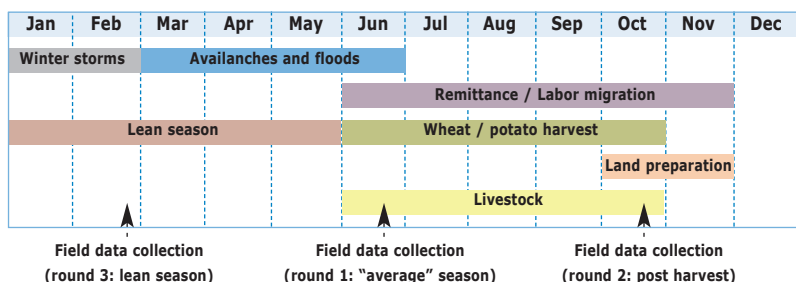 Jan Feb Mar Apr May Jun Jul Aug Sep Oct Nov Dec
Winter storms Availanches and floods
Remittance / Labor migration
Lean season Wheat / potato harvest
Land preparation
Livestock
Field data collection
(round 3: lean season)
Field data collection
(round 1: “average” season)
Field data collection
(round 2: post harvest)